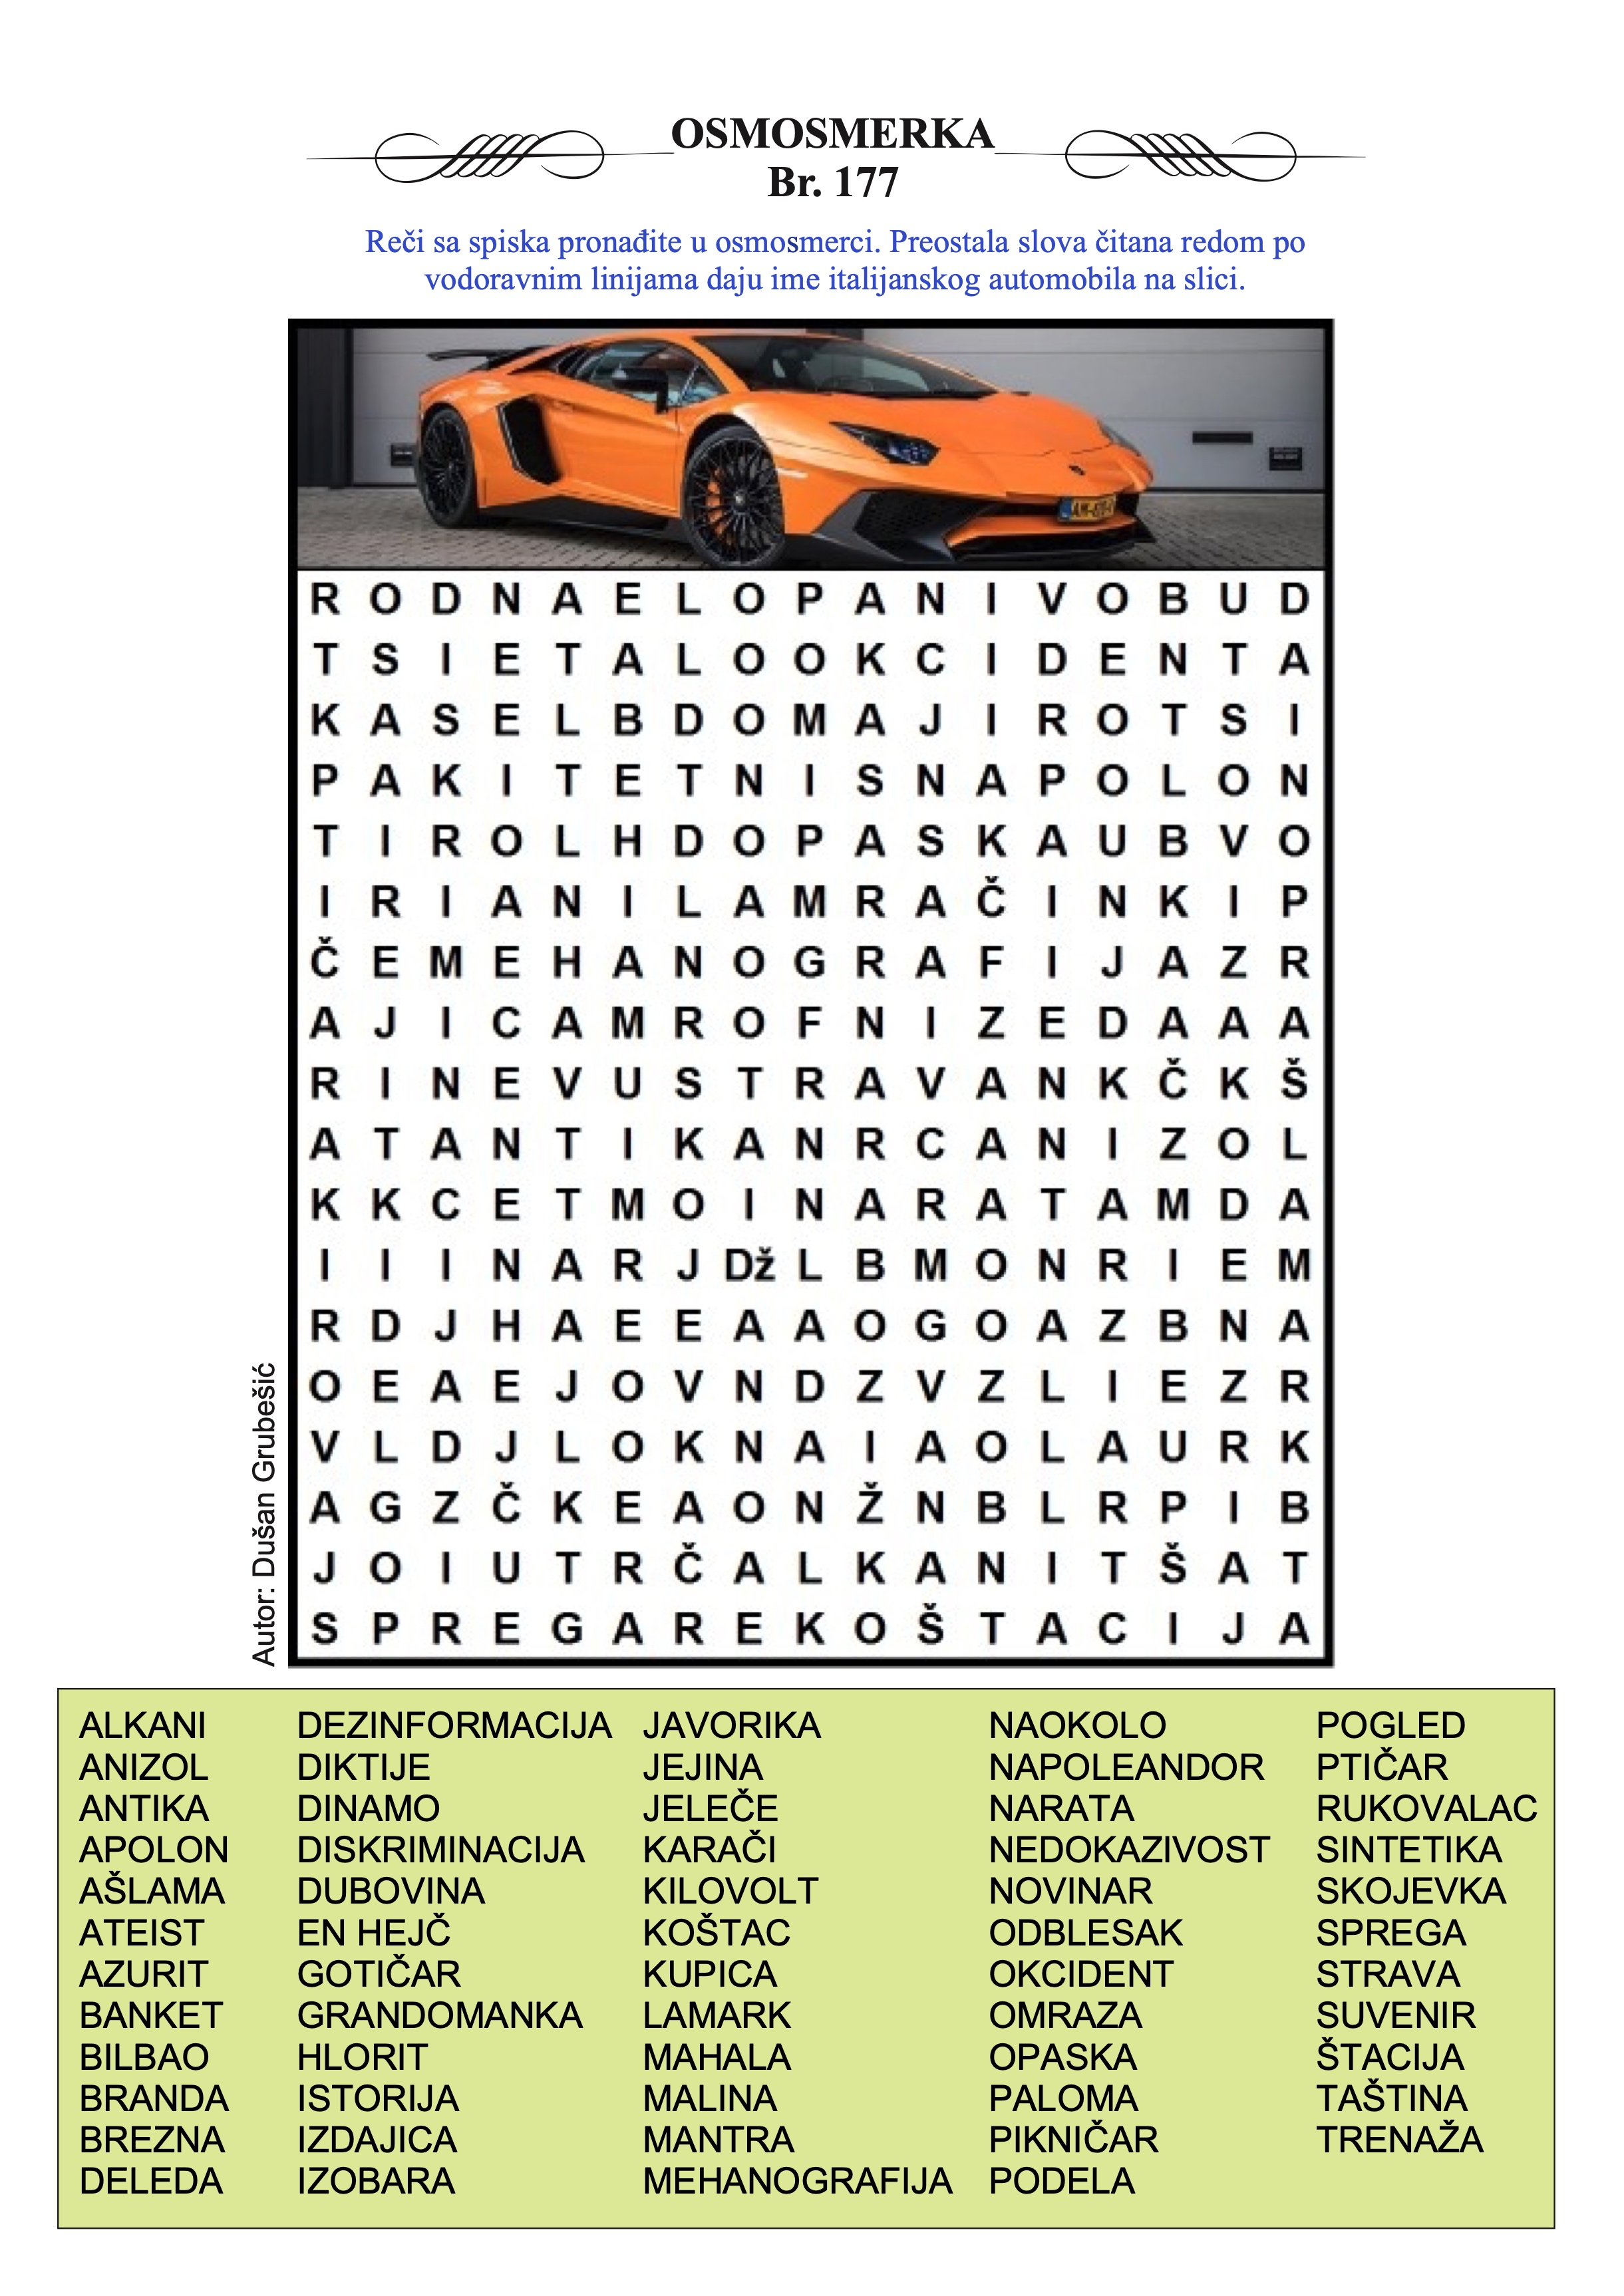 OSMOSMERKA
Br. 177
Reči sa spiska pronađite u osmosmerci. Preostala slova čitana redom po
vodoravnim linijama daju ime italijanskog automobila na slici.
R O D N A E L O P A N I V O B U D
T S I E T A L O O K C I D E N T A
K A S E L B D O M A J I R O T S I
P A K I T E T N I S N A P O L O N
T I R O L H D O P A S K A U B V O
I R I A N I L A M R A Č I N K I P
Č E M E H A N O G R A F I J A Z R
A J I C A M R O F N I Z E D A A A
R I N E V U S T R A V A N K Č K Š
A T A N T I K A N R C A N I Z O L
K K C E T M O I N A R A T A M D A
I I I N A R J Dž L B M O N R I E M
R D J H A E E A A O G O A Z B N A
O E A E J O V N D Z V Z L I E Z R
V L D J L O K N A I A O L A U R K
A G Z Č K E A O N Ž N B L R P I B
J O I U T R Č A L K A N I T Š A T
S P R E G A R E K O Š T A C I J A
Autor: Dušan Grubešić
ALKANI DEZINFORMACIJA JAVORIKA NAOKOLO POGLED
ANIZOL DIKTIJE JEJINA NAPOLEANDOR PTIČAR
ANTIKA DINAMO JELEČE NARATA RUKOVALAC
APOLON DISKRIMINACIJA KARAČI NEDOKAZIVOST SINTETIKA
AŠLAMA DUBOVINA KILOVOLT NOVINAR SKOJEVKA
ATEIST EN HEJČ KOŠTAC ODBLESAK SPREGA
AZURIT GOTIČAR KUPICA OKCIDENT STRAVA
BANKET GRANDOMANKA LAMARK OMRAZA SUVENIR
BILBAO HLORIT MAHALA OPASKA ŠTACIJA
BRANDA ISTORIJA MALINA PALOMA TAŠTINA
BREZNA IZDAJICA MANTRA PIKNIČAR TRENAŽA
DELEDA IZOBARA MEHANOGRAFIJA PODELA